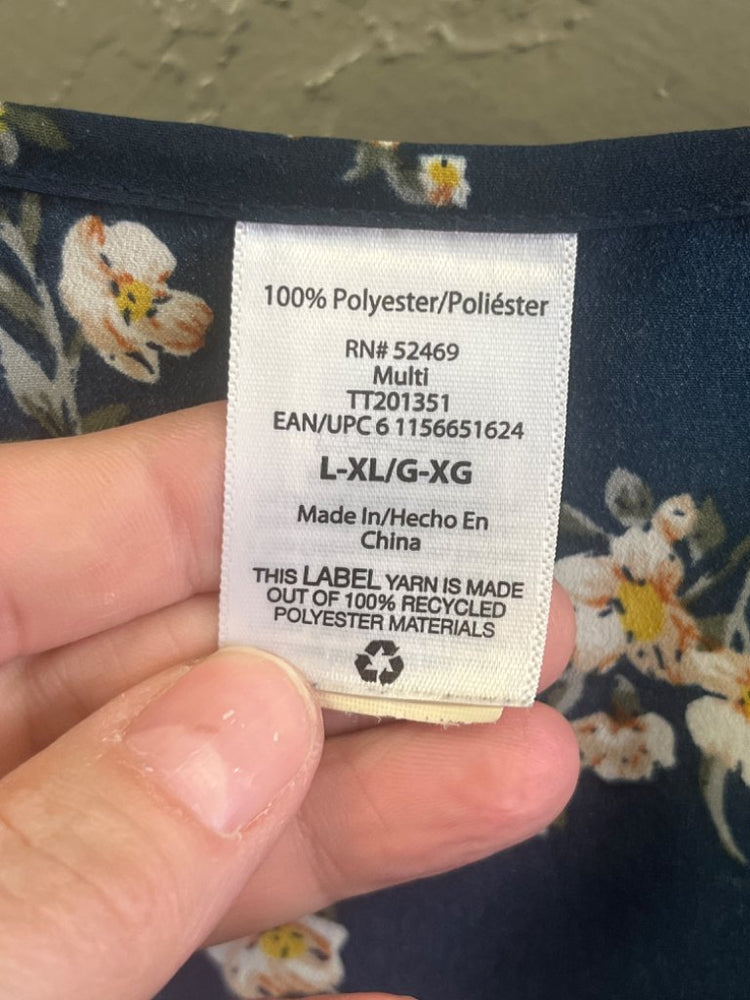 100% Polyester/Poliéster
RN# 52469
Multi
TT201351
EAN/UPC 6 1156651624
L-XL/G-XG
Made In/Hecho En
China
THIS LABEL YARN IS MADE
OUT OF 100% RECYCLED
POLYESTER MATERIALS